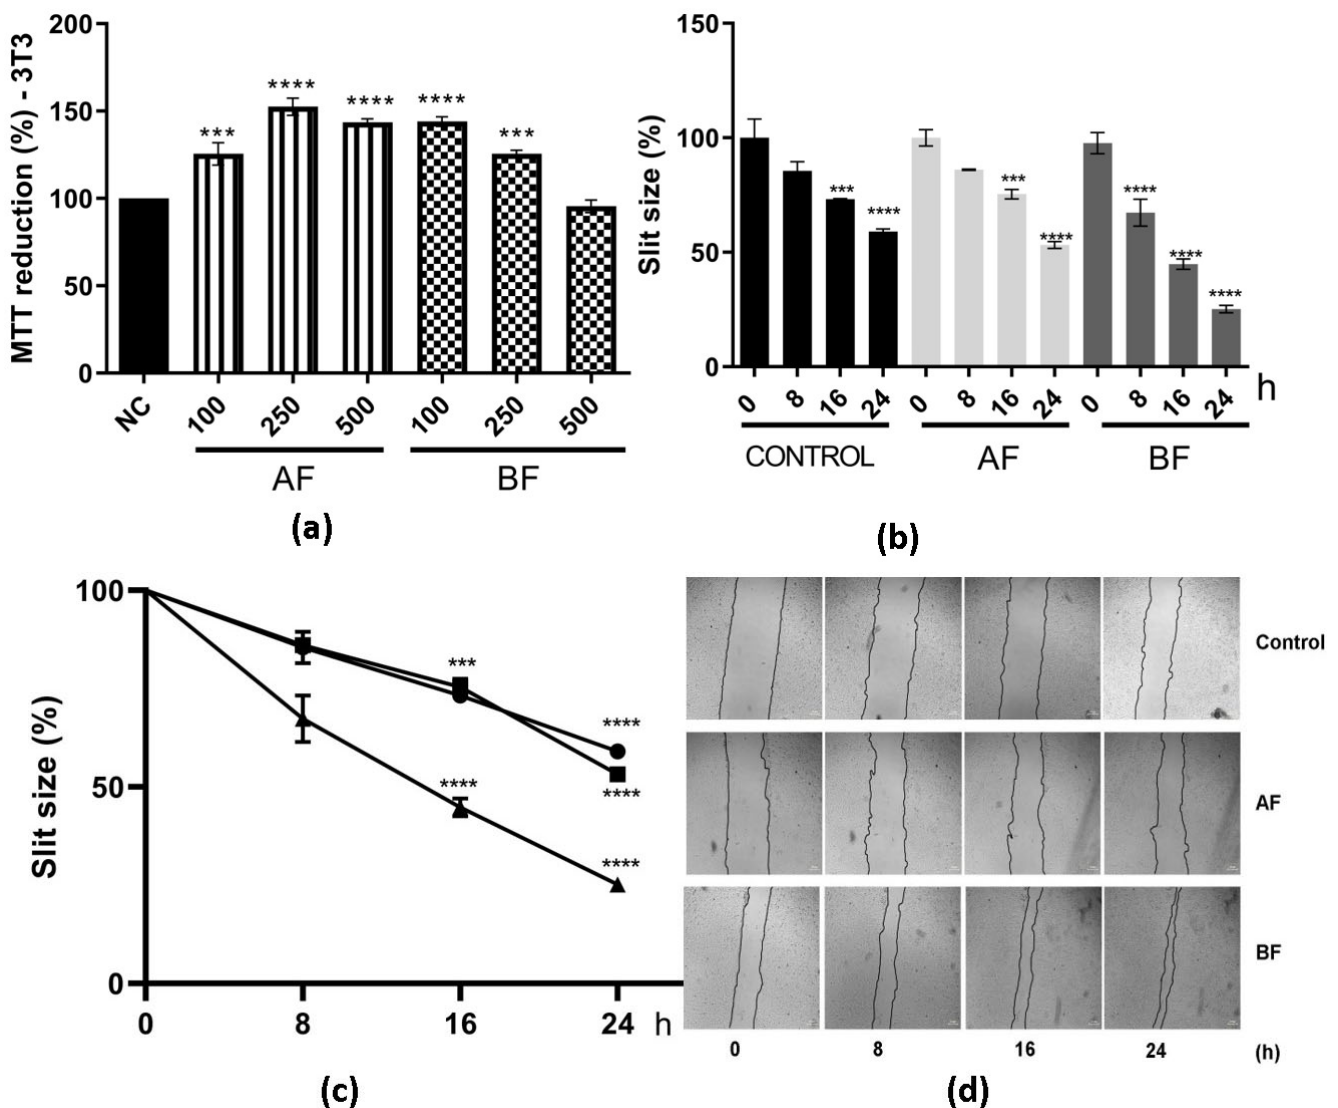 MTT reduction (%) - 3T3
200
150
100
50
0
***
****
****
****
***
NC
100
250
500
100
250
500
AF
BF
(a)
Slit size (%)
150
100
50
0
***
****
***
****
****
****
****
0
8
16
24
0
8
16
24
0
8
16
24
h
CONTROL
AF
BF
(b)
Slit size (%)
100
50
0
***
****
****
****
****
0
8
16
24
h
(c)
Control
AF
BF
0
8
16
24
(h)
(d)